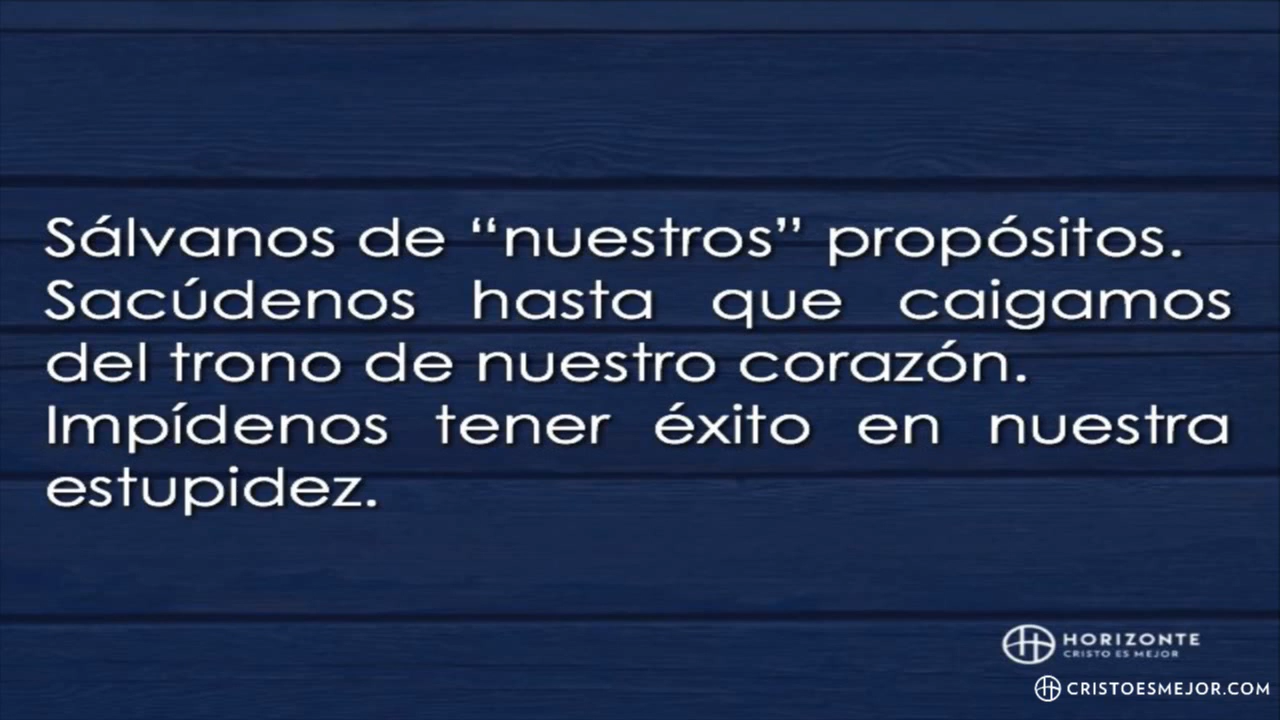 Sálvanos de “nuestros” propósitos.
Sacúdenos hasta que caigamos
del trono de nuestro corazón.
Impídenos tener éxito en nuestra
estupidez.
HORIZONTE
CRISTO ES MEJOR
CRISTOESMEJOR.COM